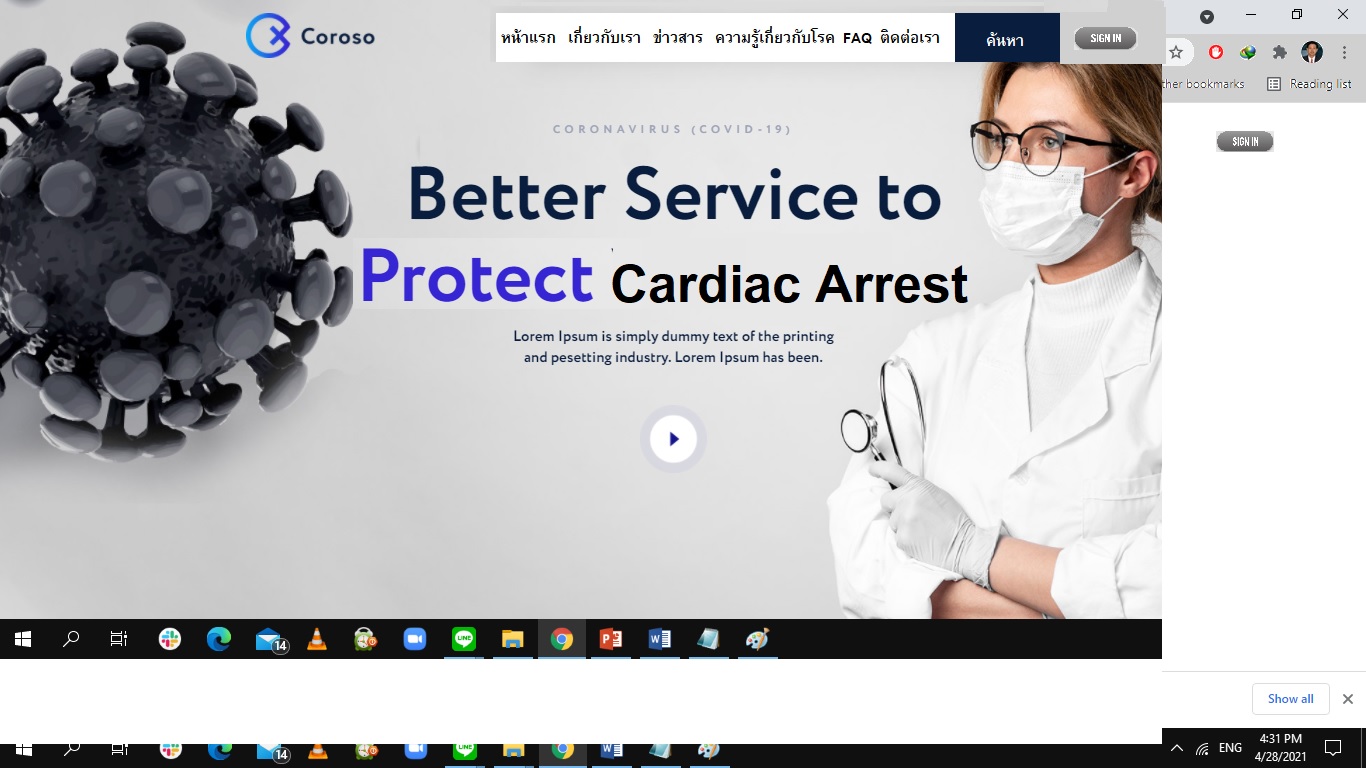 Coroso
หน้าแรก เกี่ยวกับเรา ข่าวสาร ความรู้เกี่ยวกับโรค FAQ ติดต่อเรา
ค้นหา
SIGN IN
ther bookmarks
Reading list
SIGN IN
CORONAVIRUS (COVID-19)
Better Service to
Protect Cardiac Arrest
Lorem Ipsum is simply dummy text of the printing
and pesetting industry. Lorem Ipsum has been.
14
LINE
Show all
14
LINE
ENG
4:31 PM
4/28/2021